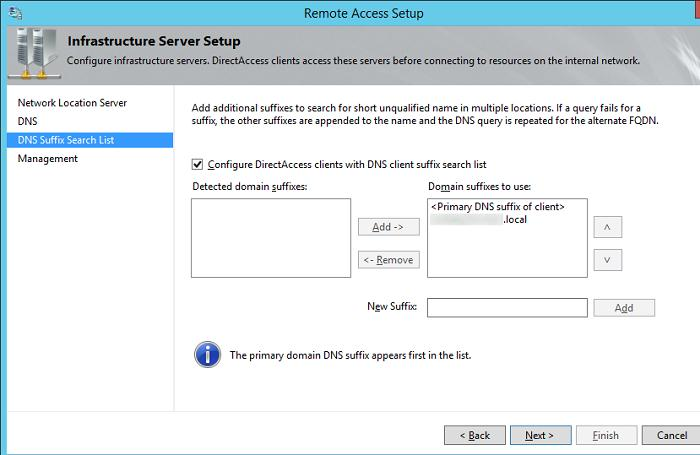 Remote Access Setup
Infrastructure Server Setup
Configure infrastructure servers. DirectAccess clients access these servers before connecting to resources on the internal network.
Network Location Server
DNS
DNS Suffix Search List
Management
Add additional suffixes to search for short unqualified name in multiple locations. If a query fails for a
suffix, the other suffixes are appended to the name and the DNS query is repeated for the alternate FQDN.
Configure DirectAccess clients with DNS client suffix search list
Detected domain suffixes:
Domain suffixes to use:
<Primary DNS suffix of client>
.local
Add ->
<- Remove
New Suffix:
Add
The primary domain DNS suffix appears first in the list.
< Back
Next >
Finish
Cancel